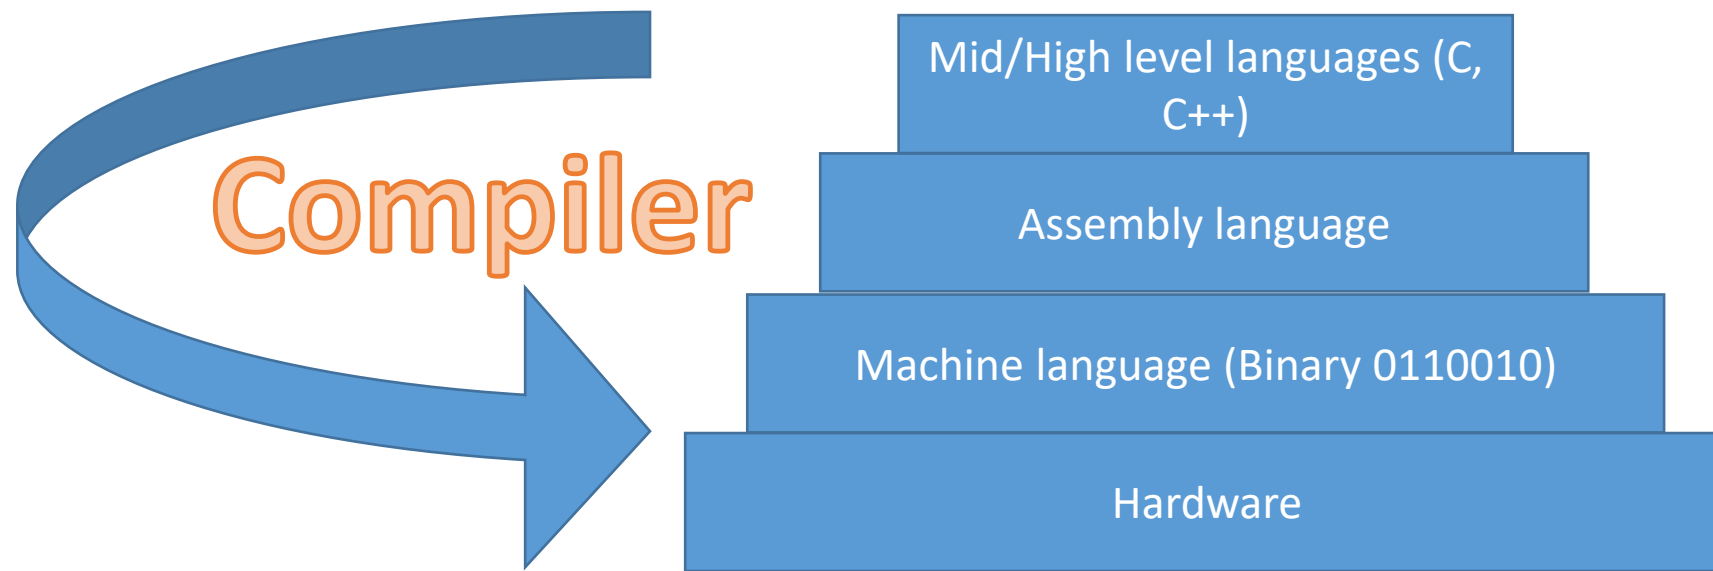 Mid/High level languages (C,
C++)
Compiler
Assembly language
Machine language (Binary 0110010)
Hardware